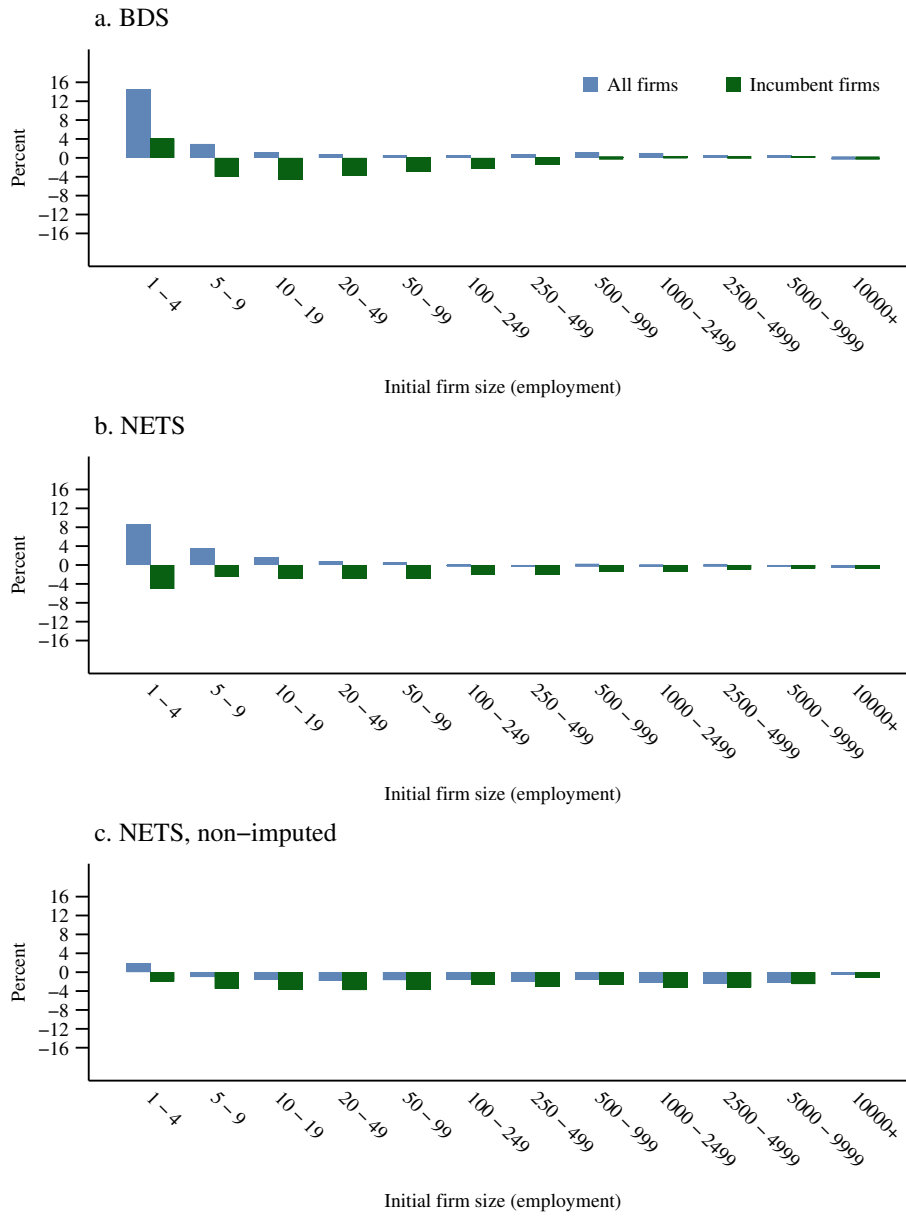 a. BDS
All firms
Incumbent firms
Percent
16
12
8
4
0
−4
−8
−12
−16
1 − 4
5 − 9
10 − 19
20 − 49
50 − 99
100 − 249
250 − 499
500 − 999
1000 − 2499
2500 − 4999
5000 − 9999
10000+
Initial firm size (employment)
b. NETS
Percent
16
12
8
4
0
−4
−8
−12
−16
1 − 4
5 − 9
10 − 19
20 − 49
50 − 99
100 − 249
250 − 499
500 − 999
1000 − 2499
2500 − 4999
5000 − 9999
10000+
Initial firm size (employment)
c. NETS, non−imputed
Percent
16
12
8
4
0
−4
−8
−12
−16
1 − 4
5 − 9
10 − 19
20 − 49
50 − 99
100 − 249
250 − 499
500 − 999
1000 − 2499
2500 − 4999
5000 − 9999
10000+
Initial firm size (employment)